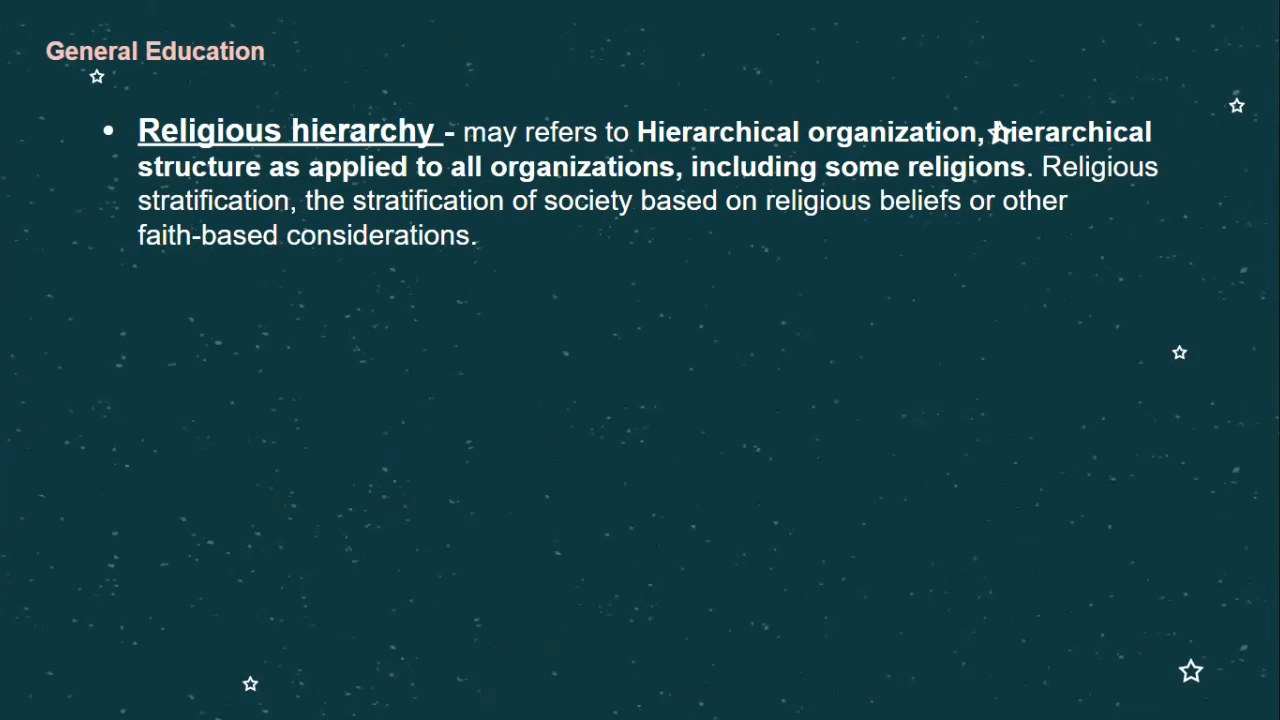 General Education
• Religious hierarchy - may refers to Hierarchical organization, hierarchical
structure as applied to all organizations, including some religions. Religious
stratification, the stratification of society based on religious beliefs or other
faith-based considerations.